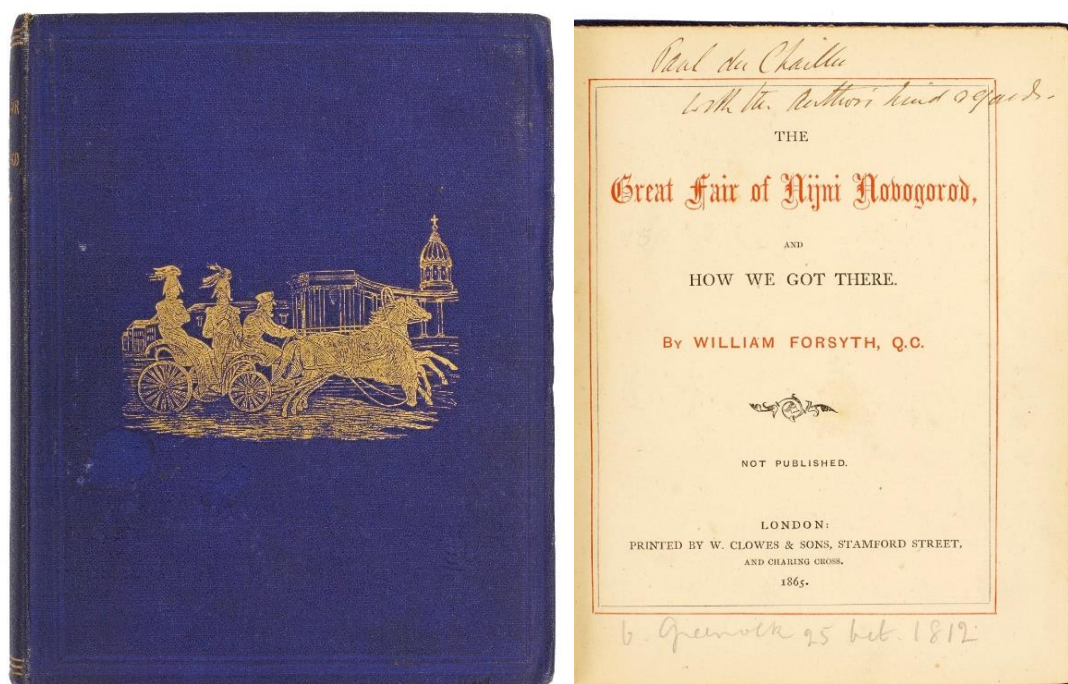 Paul du Chaillu
with the Author's kind regards.
THE
Great Fair of Nijni Novogorod,
AND
HOW WE GOT THERE.
BY WILLIAM FORSYTH, Q.C.
NOT PUBLISHED.
LONDON:
PRINTED BY W. CLOWES & SONS, STAMFORD STREET,
AND CHARING CROSS.
1865.
b. Greenock 25 Oct. 1812